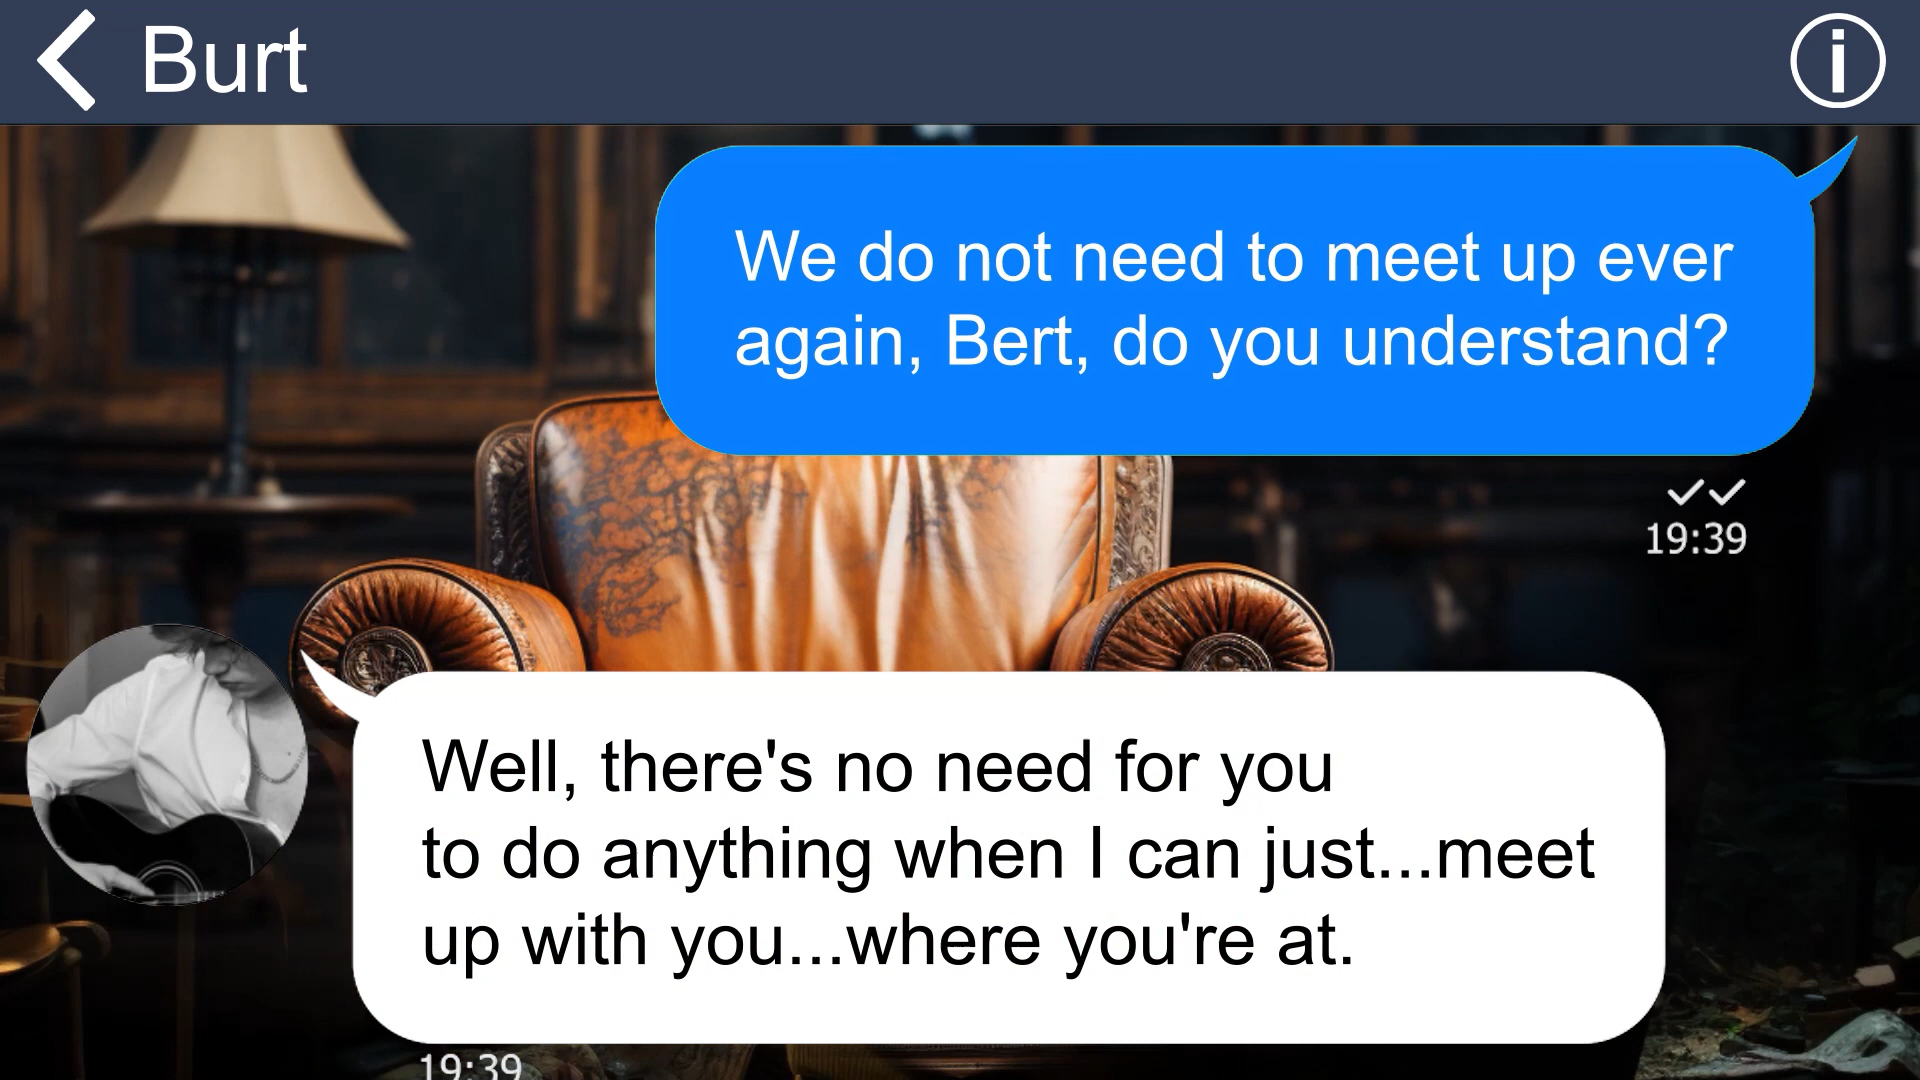 Burt
We do not need to meet up ever
again, Bert, do you understand?
19:39
Well, there's no need for you
to do anything when I can just...meet
up with you...where you're at.
19:39